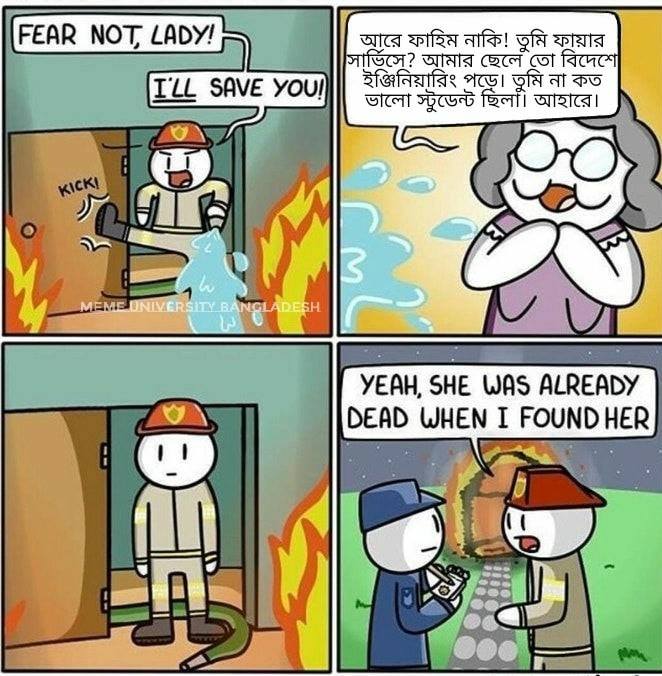 FEAR NOT, LADY!
I'LL SAVE YOU!
KICK!
MEME UNIVERSITY BANGLADESH
আরে ফাহিম নাকি! তুমি ফায়ার
সার্ভিসে? আমার ছেলে তো বিদেশে
ইঞ্জিনিয়ারিং পড়ে। তুমি না কত
ভালো স্টুডেন্ট ছিলা। আহারে।
YEAH, SHE WAS ALREADY
DEAD WHEN I FOUND HER